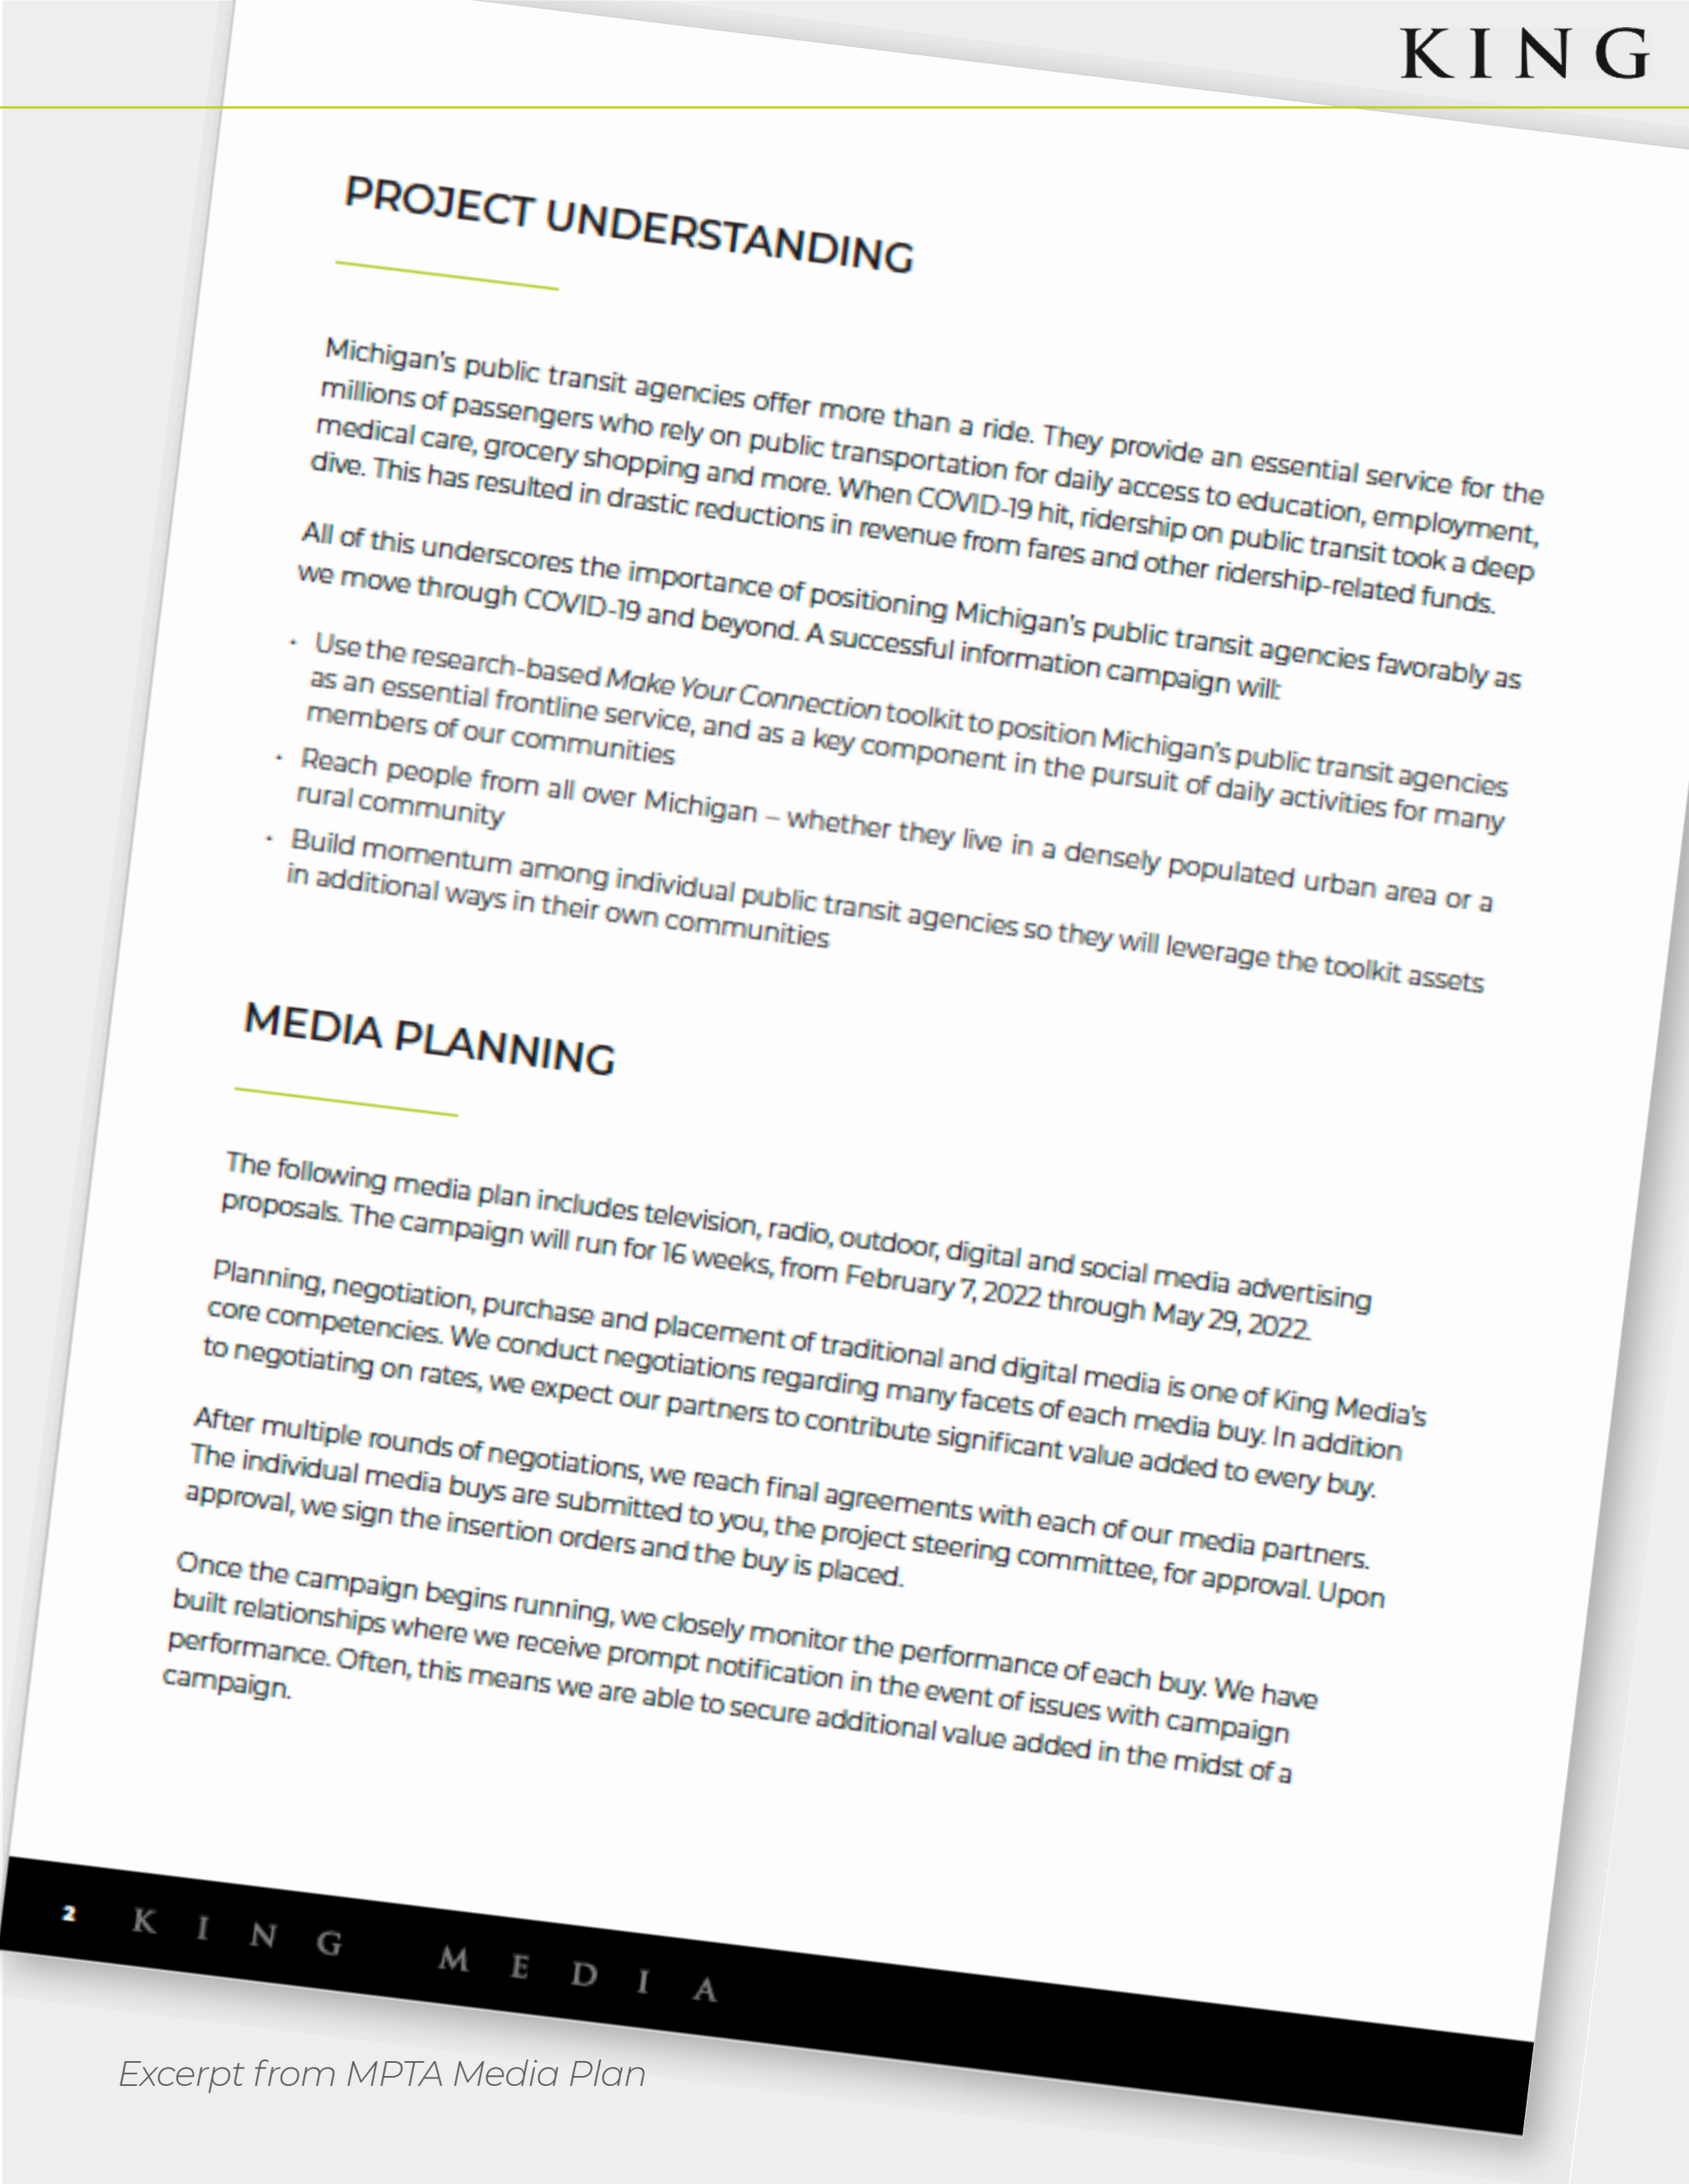 KING
PROJECT UNDERSTANDING
Michigan's public transit agencies offer more than a ride. They provide an essential service for the
millions of passengers who rely on public transportation for daily access to education, employment,
medical care, grocery shopping and more. When COVID-19 hit, ridership on public transit took a deep
dive. This has resulted in drastic reductions in revenue from fares and other ridership-related funds.
All of this underscores the importance of positioning Michigan's public transit agencies favorably as
we move through COVID-19 and beyond. A successful information campaign will:
• Use the research-based Make Your Connection toolkit to position Michigan's public transit agencies
as an essential frontline service, and as a key component in the pursuit of daily activities for many
members of our communities
• Reach people from all over Michigan – whether they live in a densely populated urban area or a
rural community
• Build momentum among individual public transit agencies so they will leverage the toolkit assets
in additional ways in their own communities
MEDIA PLANNING
The following media plan includes television, radio, outdoor, digital and social media advertising
proposals. The campaign will run for 16 weeks, from February 7, 2022 through May 29, 2022.
Planning, negotiation, purchase and placement of traditional and digital media is one of King Media's
core competencies. We conduct negotiations regarding many facets of each media buy. In addition
to negotiating on rates, we expect our partners to contribute significant value added to every buy.
After multiple rounds of negotiations, we reach final agreements with each of our media partners.
The individual media buys are submitted to you, the project steering committee, for approval. Upon
approval, we sign the insertion orders and the buy is placed.
Once the campaign begins running, we closely monitor the performance of each buy. We have
built relationships where we receive prompt notification in the event of issues with campaign
performance. Often, this means we are able to secure additional value added in the midst of a
campaign.
2 KING MEDIA
Excerpt from MPTA Media Plan